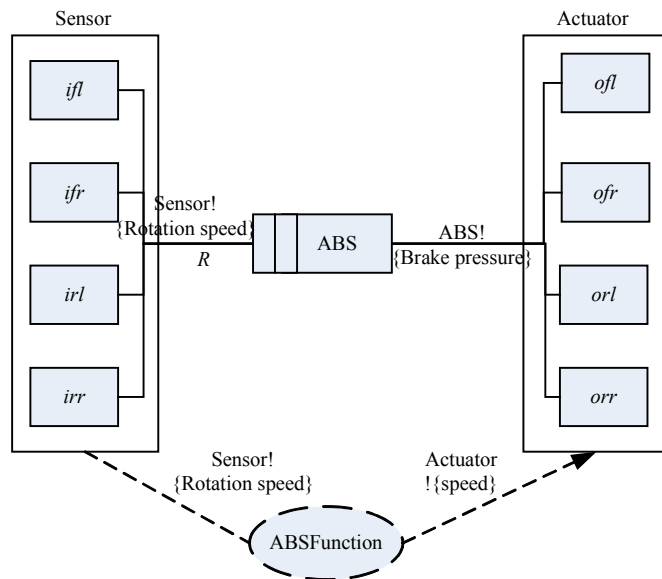 Sensor
Actuator
ifl
ifr
irl
irr
Sensor!
{Rotation speed}
R
ABS
ABS!
{Brake pressure}
ofl
ofr
orl
orr
Sensor!
{Rotation speed}
Actuator
!{speed}
ABSFunction